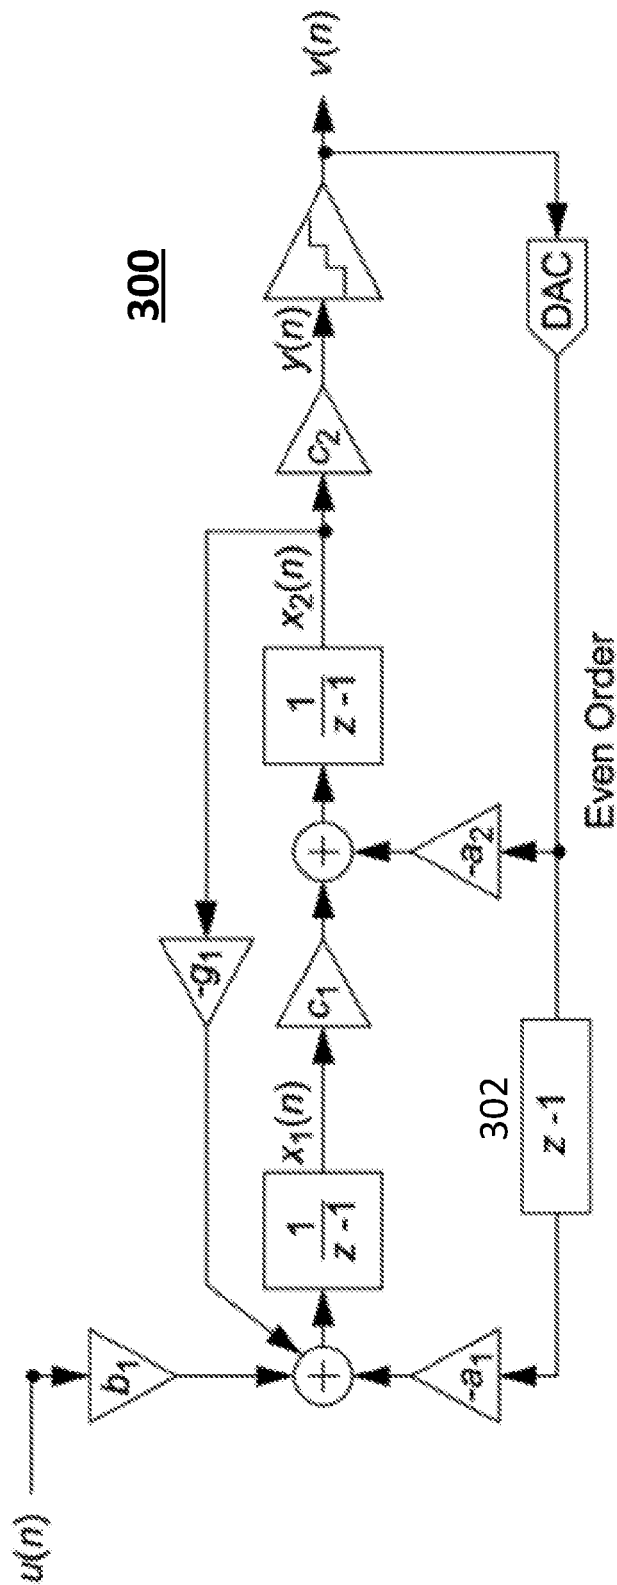 300
u(n)
b₁
-g₁
+
1
z -1
x₁(n)
c₁
+
1
z -1
x₂(n)
c₂
y(n)
v(n)
-a₁
302
z -1
-a₂
DAC
Even Order